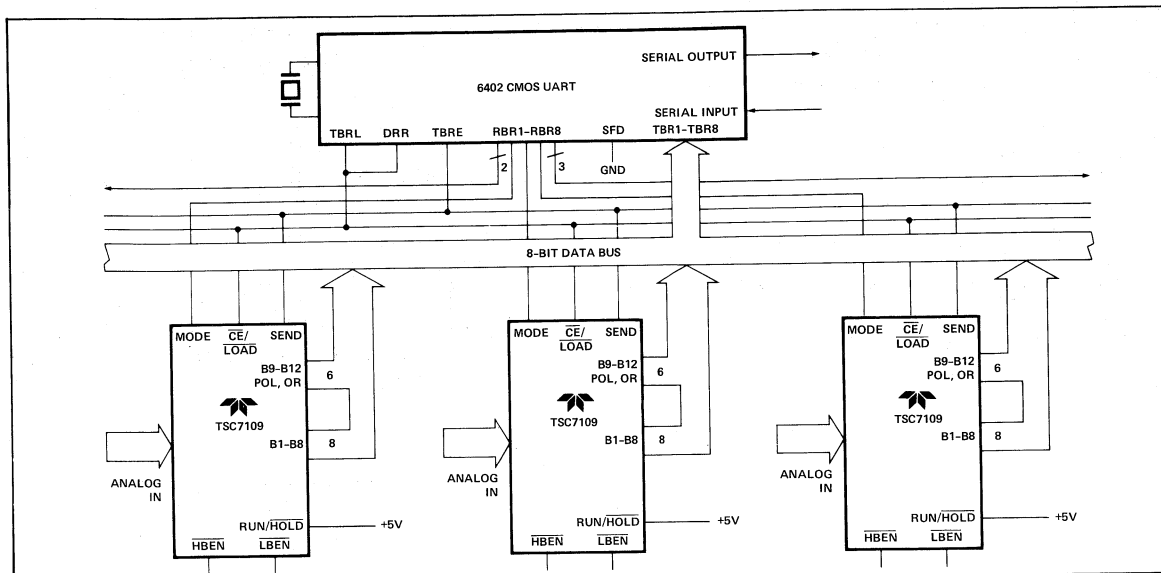 SERIAL OUTPUT
6402 CMOS UART
SERIAL INPUT
TBRL DRR TBRE RBR1–RBR8 SFD TBR1–TBR8
2 3
GND
8-BIT DATA BUS
MODE CE/LOAD SEND
B9–B12
POL, OR
6
TSC7109
B1–B8 8
ANALOG
IN
RUN/HOLD +5V
HBEN LBEN
MODE CE/LOAD SEND
B9–B12
POL, OR
6
TSC7109
B1–B8 8
ANALOG
IN
RUN/HOLD +5V
HBEN LBEN
MODE CE/LOAD SEND
B9–B12
POL, OR
6
TSC7109
B1–B8 8
ANALOG
IN
RUN/HOLD +5V
HBEN LBEN